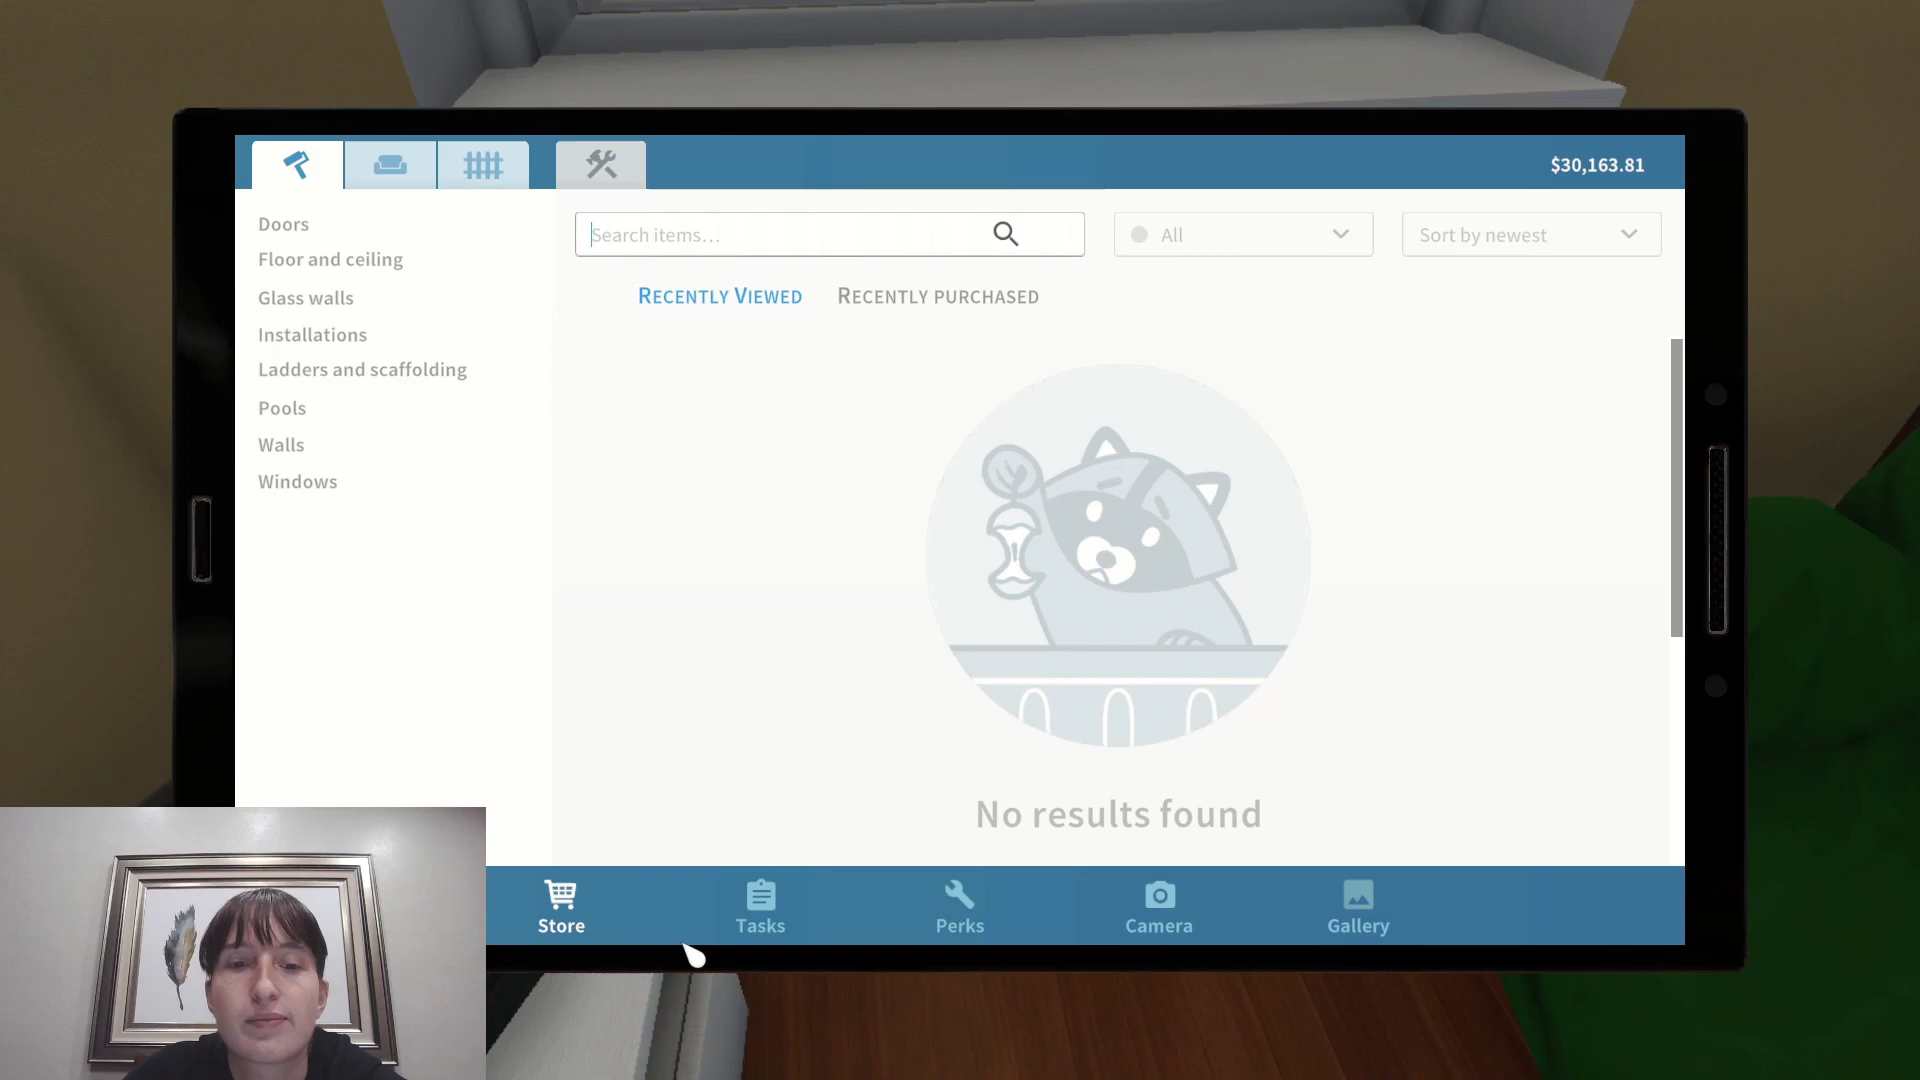 $30,163.81
Search items...
All
Sort by newest
Doors
Floor and ceiling
Glass walls
Installations
Ladders and scaffolding
Pools
Walls
Windows
RECENTLY VIEWED
RECENTLY PURCHASED
No results found
Store
Tasks
Perks
Camera
Gallery